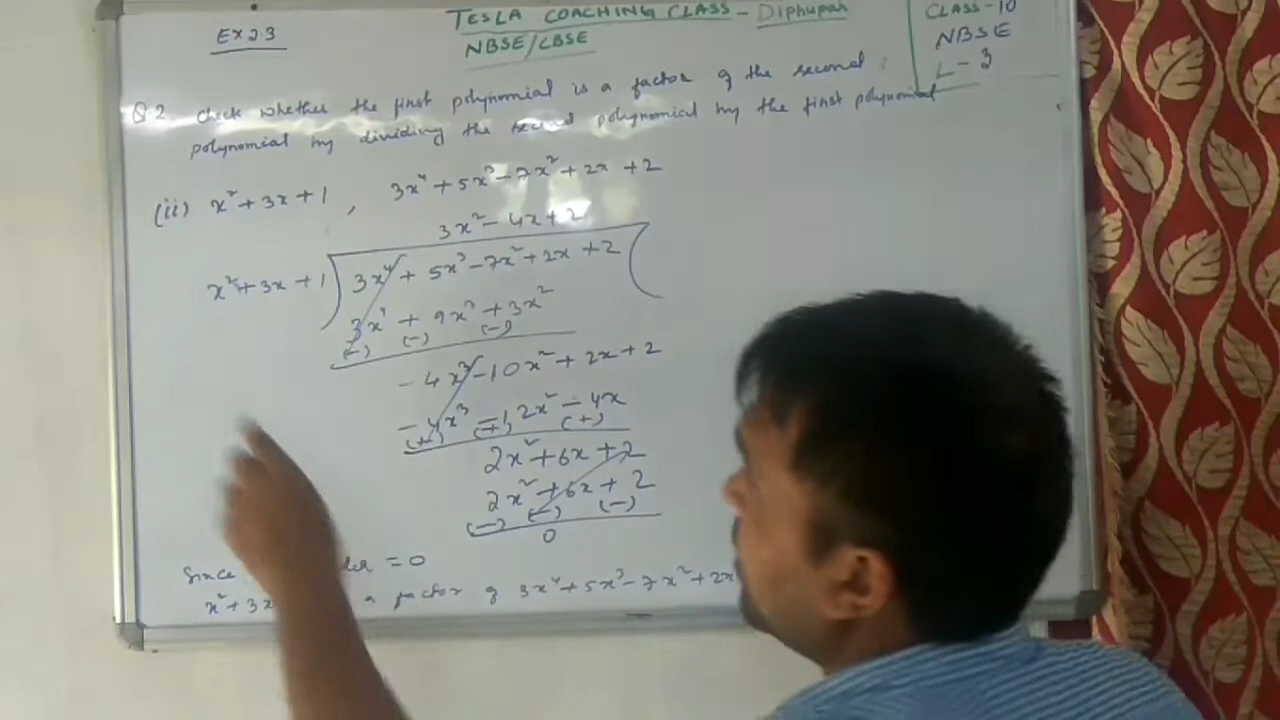 TESLA COACHING CLASS - Diphupah
NBSE/CBSE
CLASS-10
NBSE
L-3
Ex 2.3
Q2. Check whether the first polynomial is a factor of the second
polynomial by dividing the second polynomial by the first polynomial
(ii) x² + 3x + 1 , 3x⁴ + 5x³ - 7x² + 2x + 2
3x² - 4x + 2
x² + 3x + 1 ) 3x⁴ + 5x³ - 7x² + 2x + 2 (
3x⁴ + 9x³ + 3x²
(-) (-) (-)
- 4x³ - 10x² + 2x + 2
- 4x³ - 12x² - 4x
(+) (+) (+)
2x² + 6x + 2
2x² + 6x + 2
(-) (-) (-)
0
Since = 0
x² + 3x a factor of 3x⁴ + 5x³ - 7x² + 2x